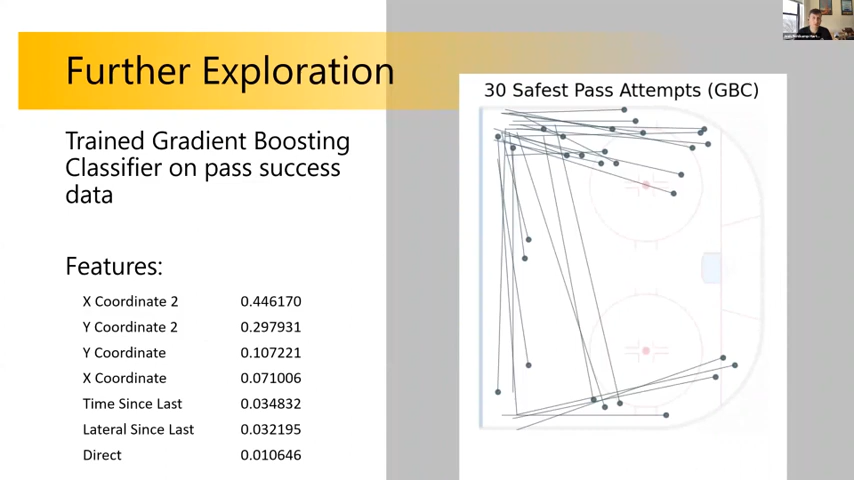 Further Exploration
30 Safest Pass Attempts (GBC)
Trained Gradient Boosting
Classifier on pass success
data
Features:
X Coordinate 2 0.446170
Y Coordinate 2 0.297931
Y Coordinate 0.107221
X Coordinate 0.071006
Time Since Last 0.034832
Lateral Since Last 0.032195
Direct 0.010646